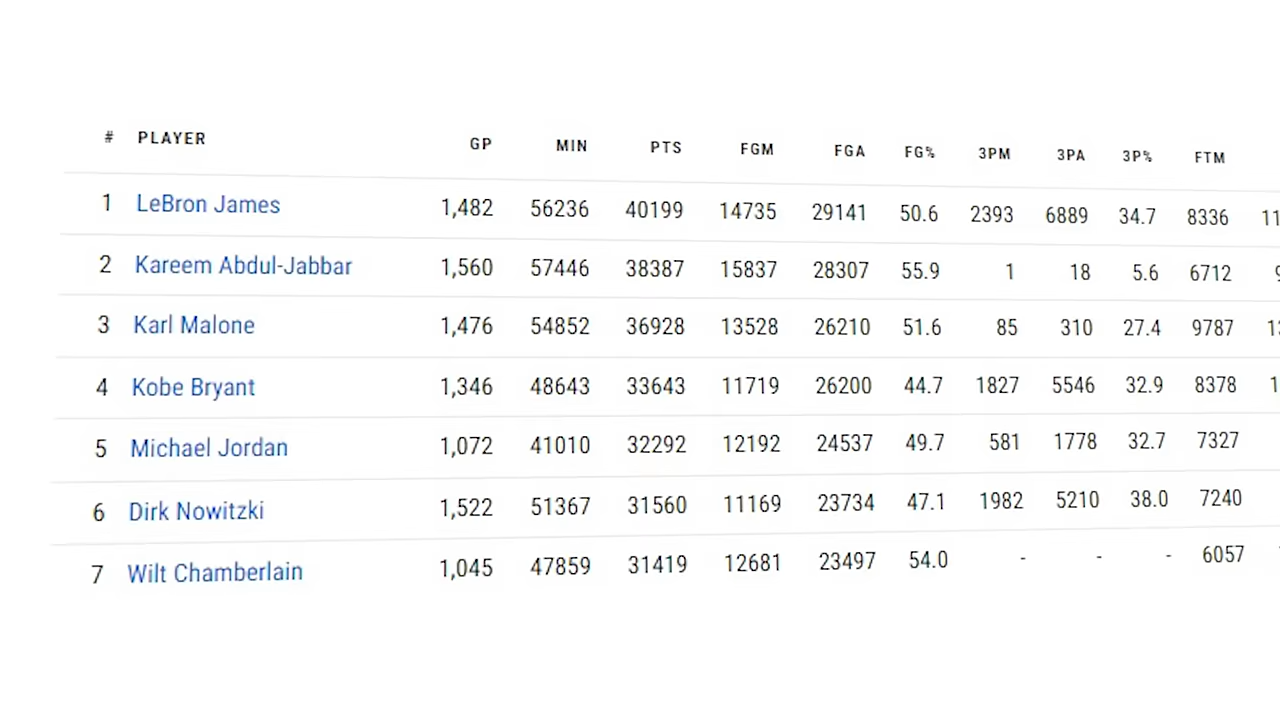 # PLAYER GP MIN PTS FGM FGA FG% 3PM 3PA 3P% FTM
1 LeBron James 1,482 56236 40199 14735 29141 50.6 2393 6889 34.7 8336 11
2 Kareem Abdul-Jabbar 1,560 57446 38387 15837 28307 55.9 1 18 5.6 6712 9
3 Karl Malone 1,476 54852 36928 13528 26210 51.6 85 310 27.4 9787 13
4 Kobe Bryant 1,346 48643 33643 11719 26200 44.7 1827 5546 32.9 8378 1
5 Michael Jordan 1,072 41010 32292 12192 24537 49.7 581 1778 32.7 7327
6 Dirk Nowitzki 1,522 51367 31560 11169 23734 47.1 1982 5210 38.0 7240
7 Wilt Chamberlain 1,045 47859 31419 12681 23497 54.0 - - - 6057